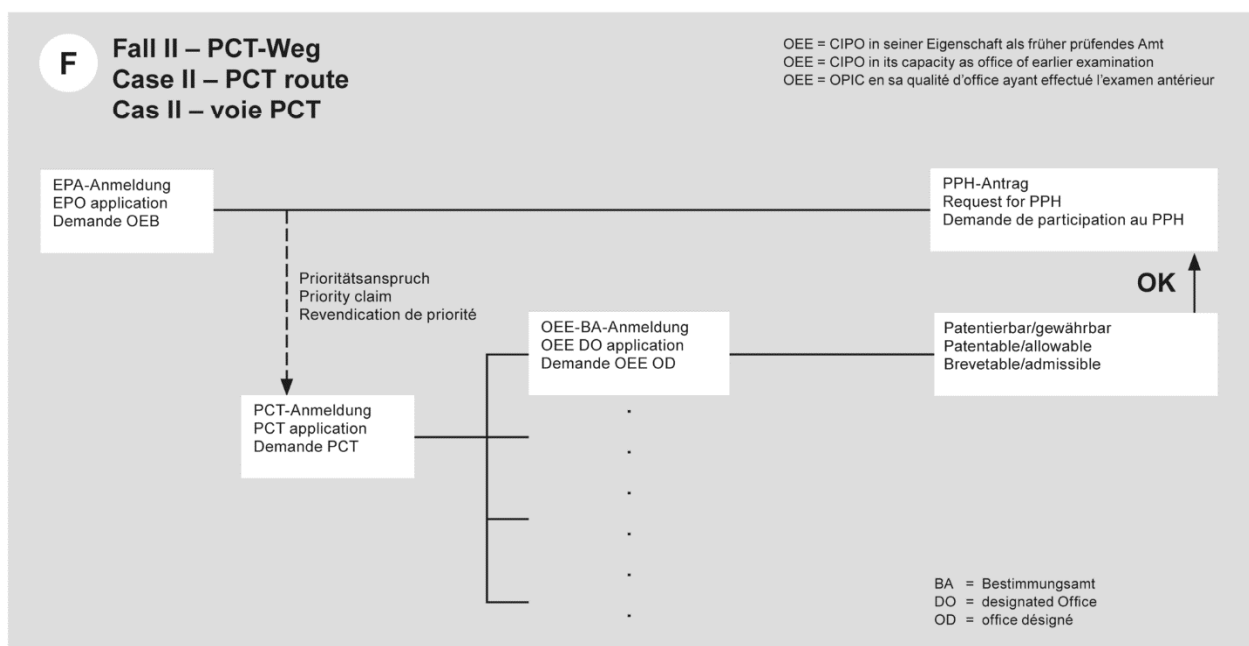 F
Fall II – PCT-Weg
Case II – PCT route
Cas II – voie PCT
OEE = CIPO in seiner Eigenschaft als früher prüfendes Amt
OEE = CIPO in its capacity as office of earlier examination
OEE = OPIC en sa qualité d'office ayant effectué l'examen antérieur
EPA-Anmeldung
EPO application
Demande OEB
PPH-Antrag
Request for PPH
Demande de participation au PPH
Prioritätsanspruch
Priority claim
Revendication de priorité
OK
OEE-BA-Anmeldung
OEE DO application
Demande OEE OD
Patentierbar/gewährbar
Patentable/allowable
Brevetable/admissible
PCT-Anmeldung
PCT application
Demande PCT
BA = Bestimmungsamt
DO = designated Office
OD = office désigné